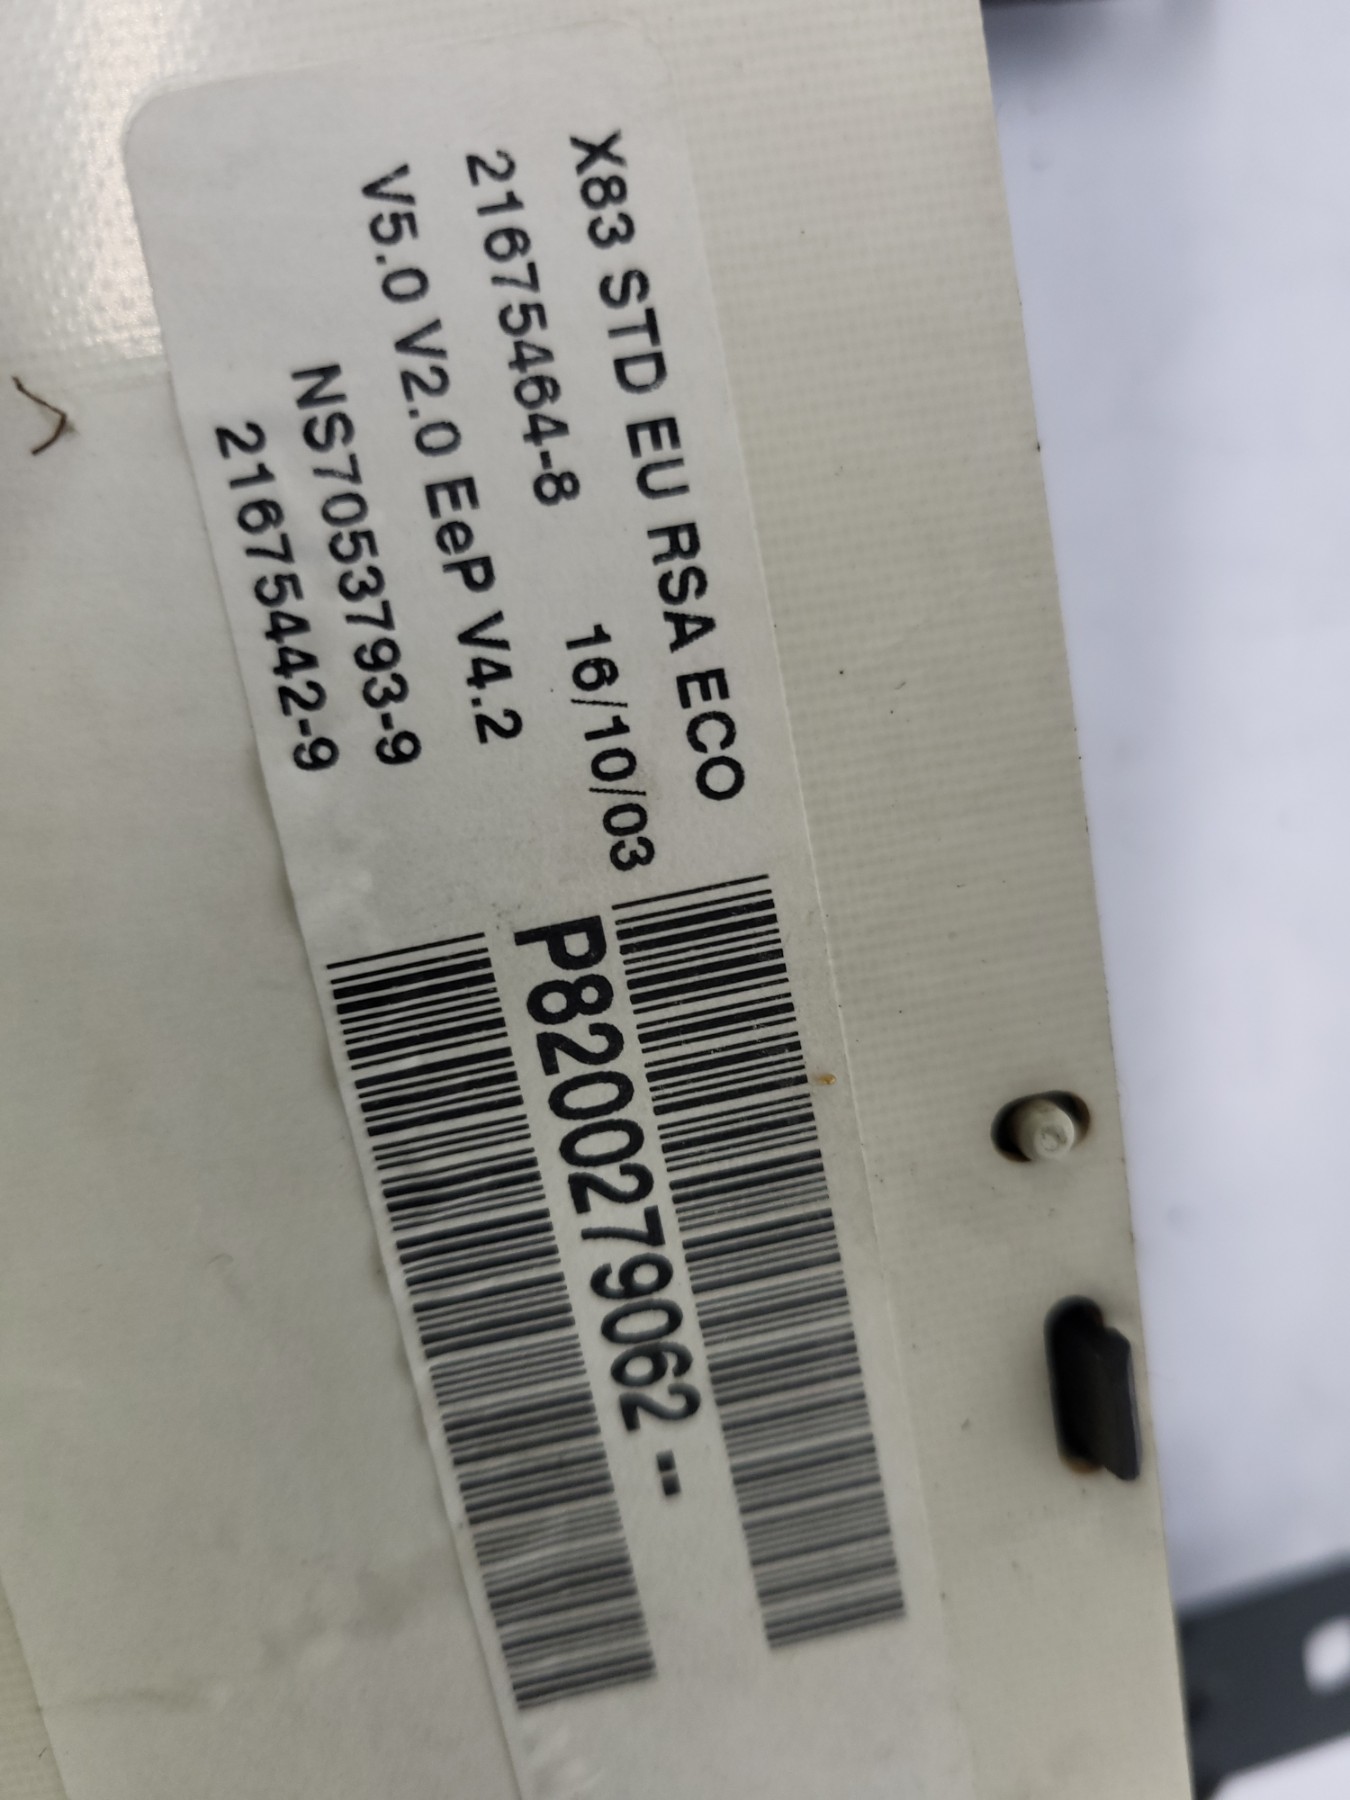 X83 STD EU RSA ECO
21675464-8 16/10/03
V5.0 V2.0 EeP V4.2
NS7053793-9
21675442-9
P8200279062 --